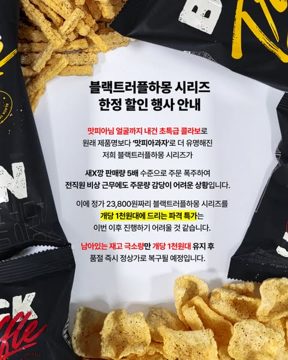 블랙트러플하몽 시리즈
한정 할인 행사 안내
맛피아님 얼굴까지 내건 초특급 콜라보로
원래 제품명보다 '맛피아과자'로 더 유명해진
저희 블랙트러플하몽 시리즈가
새X깡 판매량 5배 수준으로 주문 폭주하여
전직원 비상 근무에도 주문량 감당이 어려운 상황입니다.
이에 정가 23,800원짜리 블랙트러플하몽 시리즈를
개당 1천원대에 드리는 파격 특가는
이번 이후 진행하기 어려울 것 같습니다.
남아있는 재고 극소량만 개당 1천원대 유지 후
품절 즉시 정상가로 복구될 예정입니다.